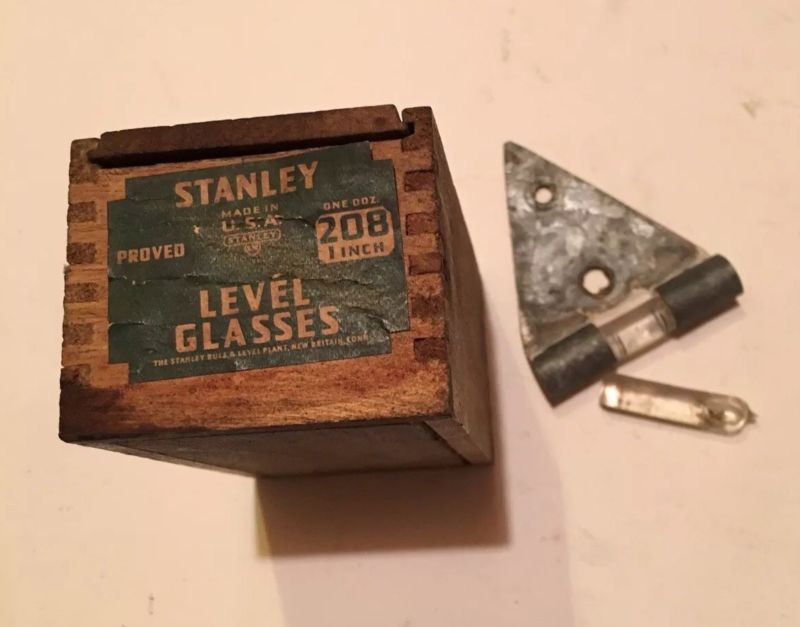 STANLEY
MADE IN
U.S.A.
STANLEY
ONE DOZ.
208
1 INCH
PROVED
LEVEL
GLASSES
THE STANLEY RULE & LEVEL PLANT, NEW BRITAIN, CONN.